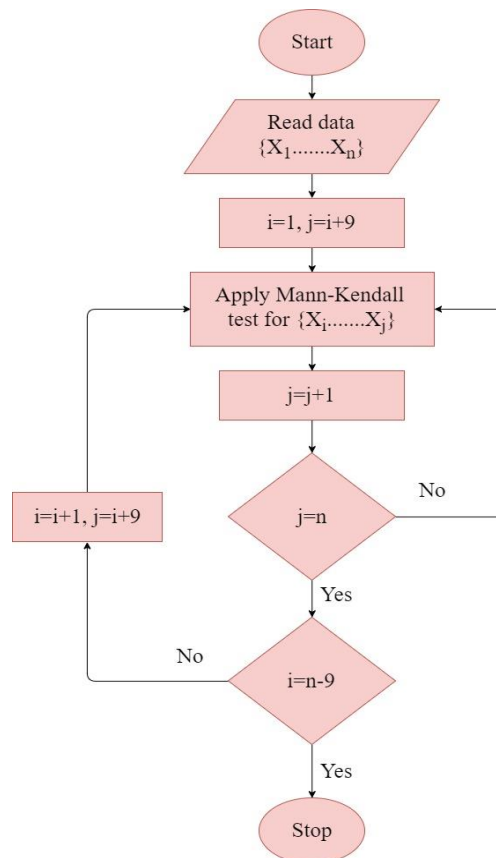 Start
Read data
{X₁.......Xₙ}
i=1, j=i+9
Apply Mann-Kendall
test for {Xᵢ.......Xⱼ}
j=j+1
j=n
No
Yes
i=i+1, j=i+9
i=n-9
No
Yes
Stop